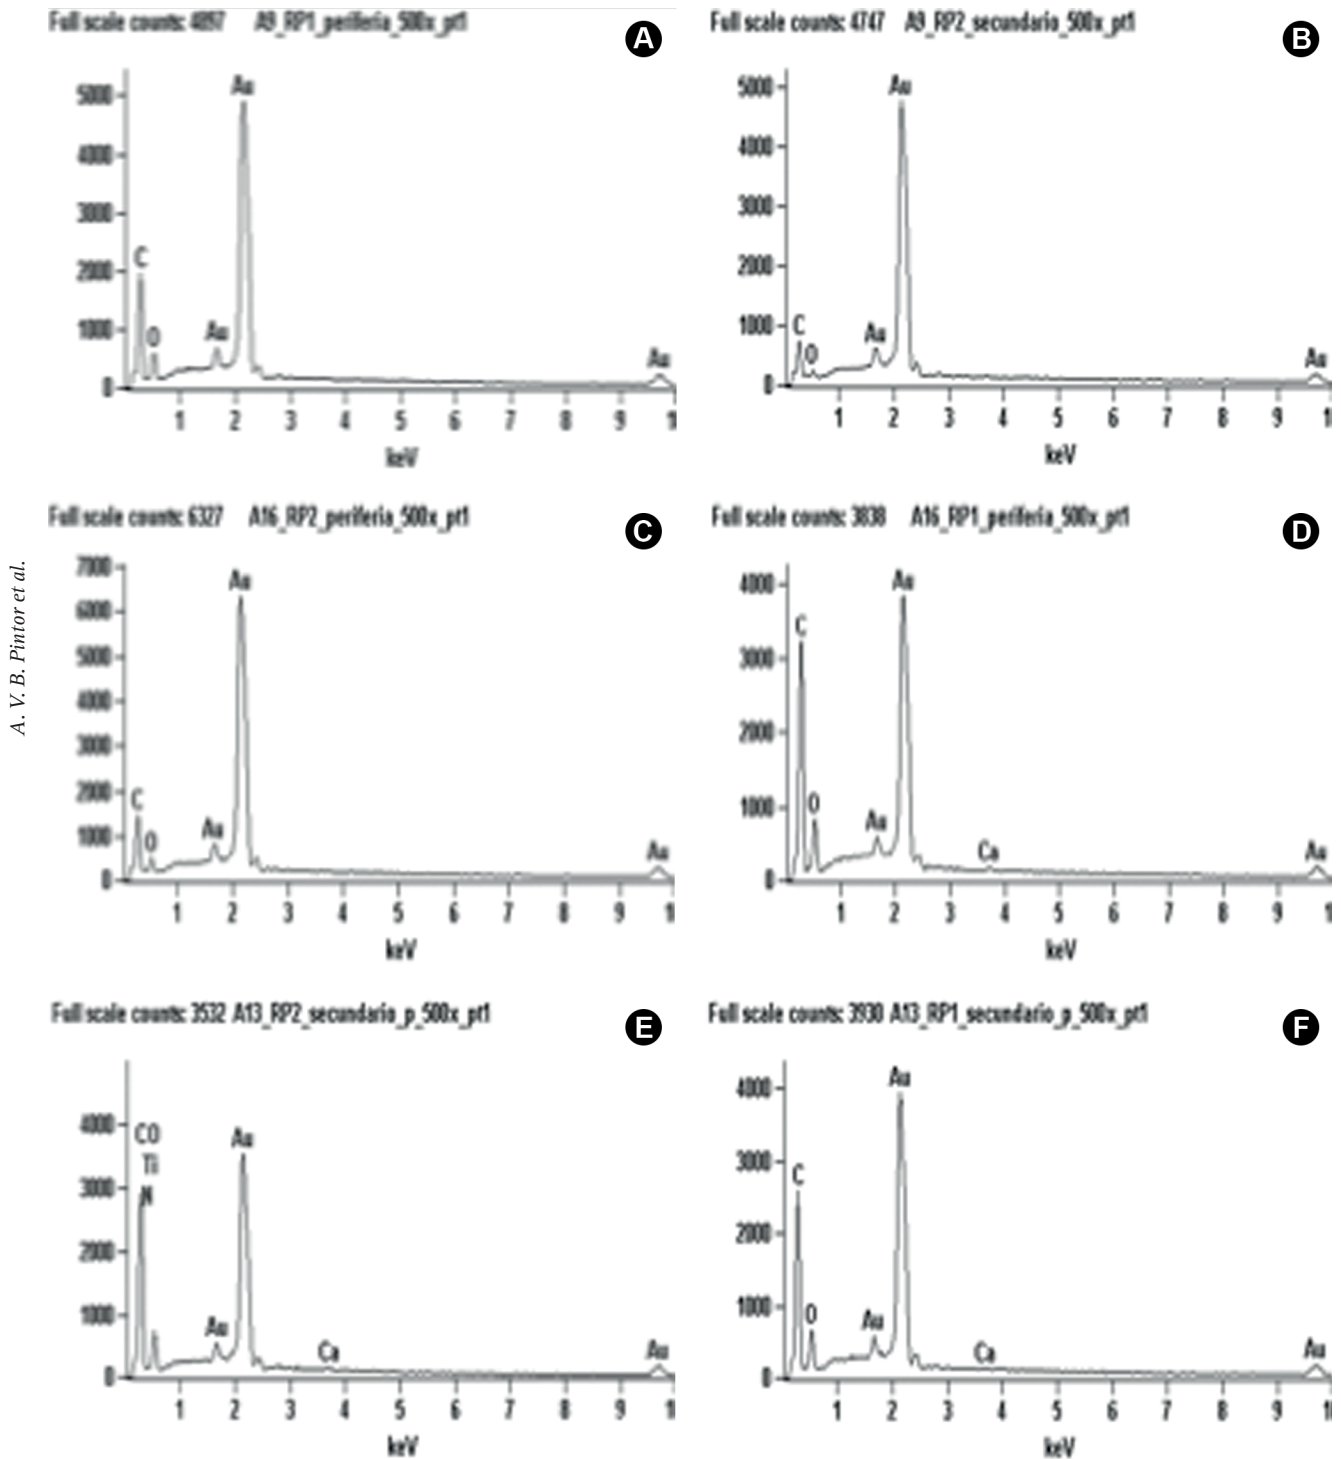 Full scale counts: 4897 A9_RP1_periferia_500x_pt1
A
5000
4000
3000
2000
1000
0
C
O
Au
Au
Au
1 2 3 4 5 6 7 8 9 1
keV
Full scale counts: 4747 A9_RP2_secundario_500x_pt1
B
5000
4000
3000
2000
1000
0
C
O
Au
Au
Au
1 2 3 4 5 6 7 8 9 1
keV
A. V. B. Pintor et al.
Full scale counts: 6327 A16_RP2_periferia_500x_pt1
C
7000
6000
5000
4000
3000
2000
1000
0
C
O
Au
Au
Au
1 2 3 4 5 6 7 8 9 1
keV
Full scale counts: 3838 A16_RP1_periferia_500x_pt1
D
4000
3000
2000
1000
0
C
O
Au
Au
Ca
Au
1 2 3 4 5 6 7 8 9 1
keV
Full scale counts: 3532 A13_RP2_secundario_p_500x_pt1
E
4000
3000
2000
1000
0
C O
Ti
N
Au
Au
Ca
Au
1 2 3 4 5 6 7 8 9 1
keV
Full scale counts: 3930 A13_RP1_secundario_p_500x_pt1
F
4000
3000
2000
1000
0
C
O
Au
Au
Ca
Au
1 2 3 4 5 6 7 8 9 1
keV